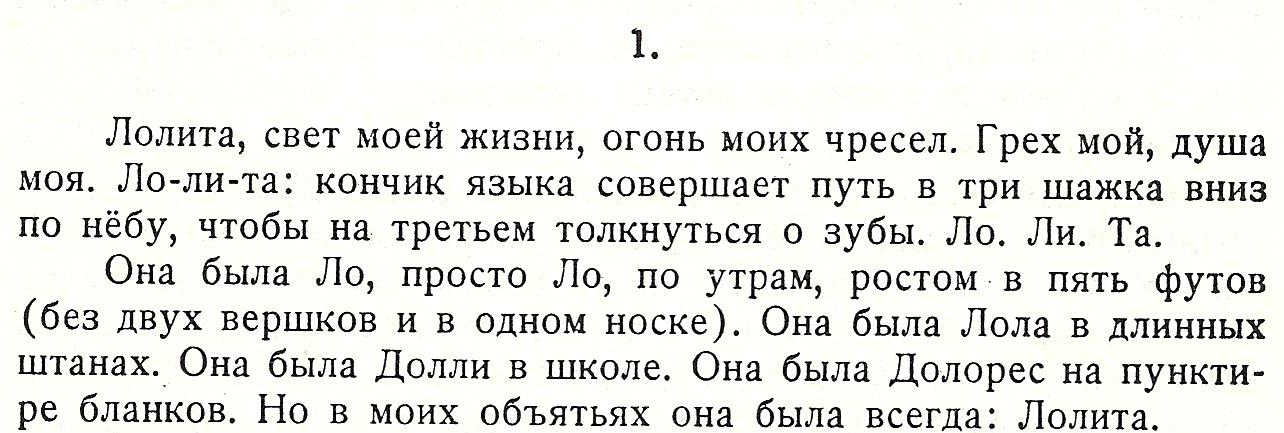 1.
Лолита, свет моей жизни, огонь моих чресел. Грех мой, душа
моя. Ло-ли-та: кончик языка совершает путь в три шажка вниз
по нёбу, чтобы на третьем толкнуться о зубы. Ло. Ли. Та.
Она была Ло, просто Ло, по утрам, ростом в пять футов
(без двух вершков и в одном носке). Она была Лола в длинных
штанах. Она была Долли в школе. Она была Долорес на пункти-
ре бланков. Но в моих объятьях она была всегда: Лолита.